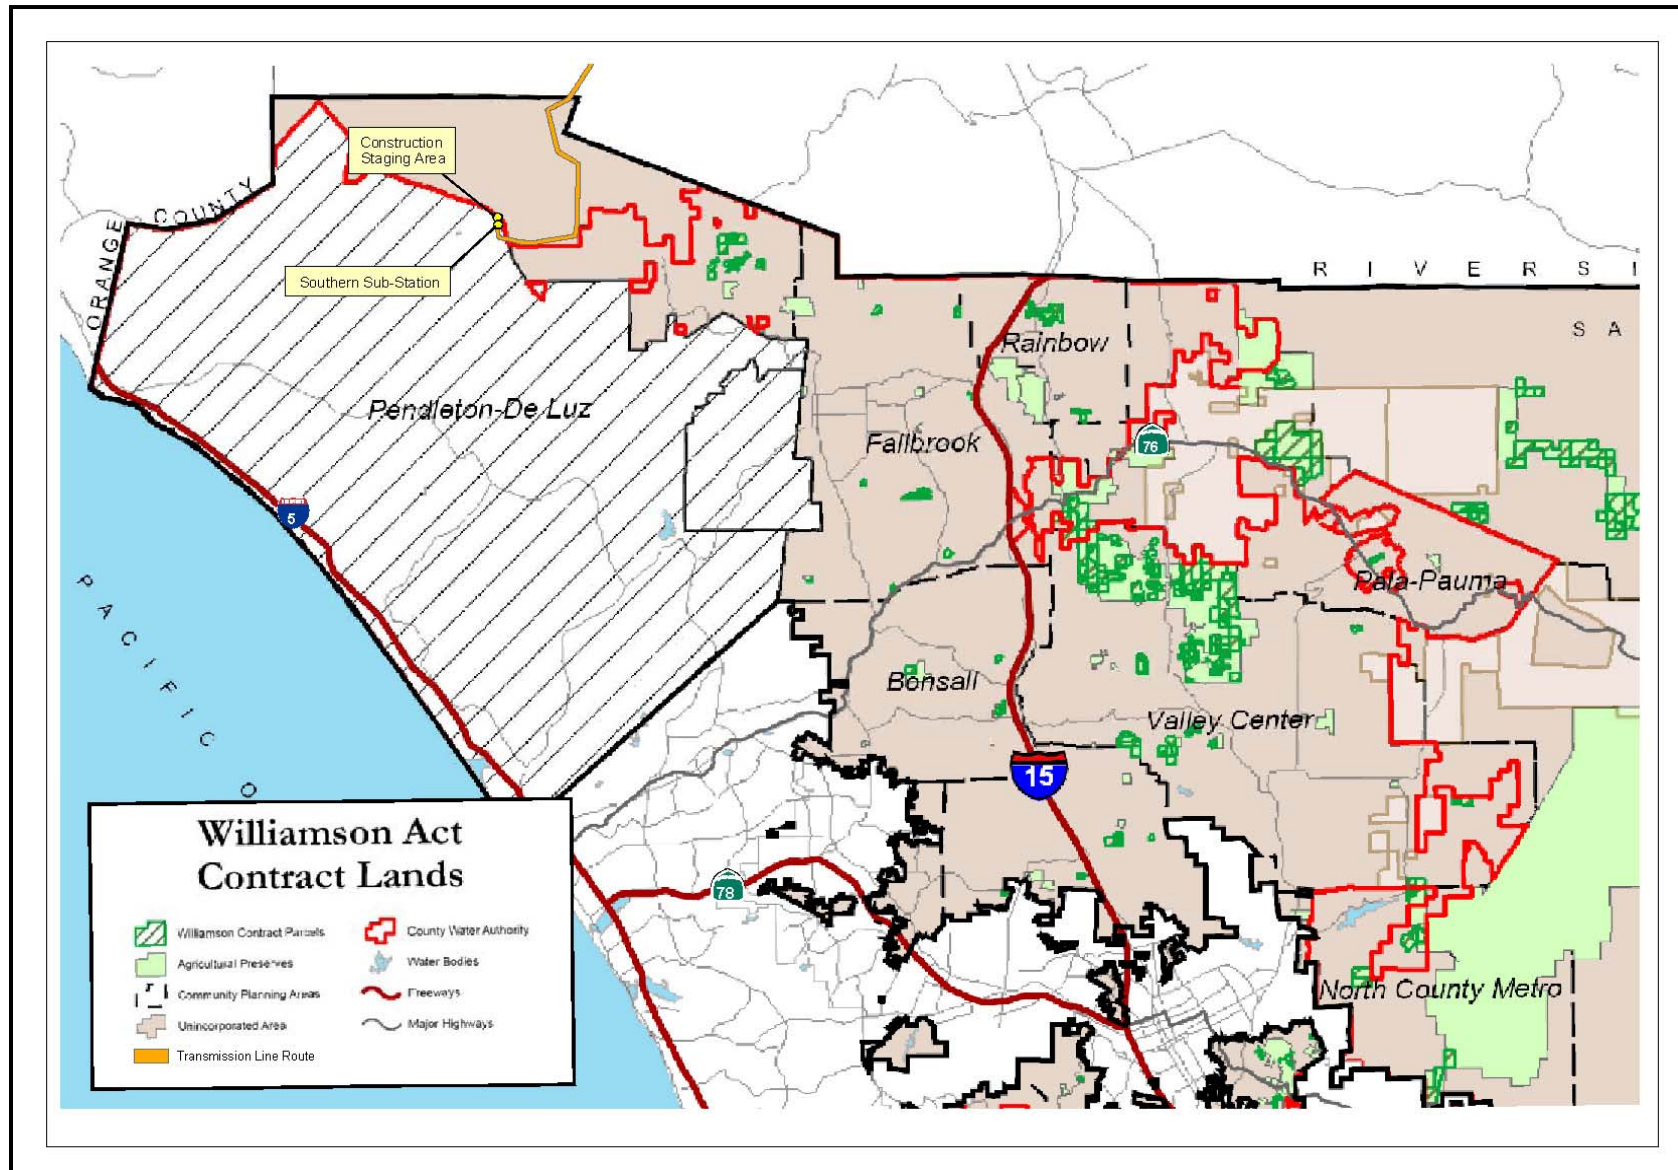 Construction
Staging Area
ORANGE COUNTY
Southern Sub-Station
R I V E R S I
S A
Rainbow
Pendleton-De Luz
Fallbrook
76
5
PACIFIC O
Pala-Pauma
Bonsall
Valley Center
15
78
North County Metro
Williamson Act
Contract Lands
Williamson Contract Parcels
County Water Authority
Agricultural Preserves
Water Bodies
Community Planning Areas
Freeways
Unincorporated Area
Major Highways
Transmission Line Route